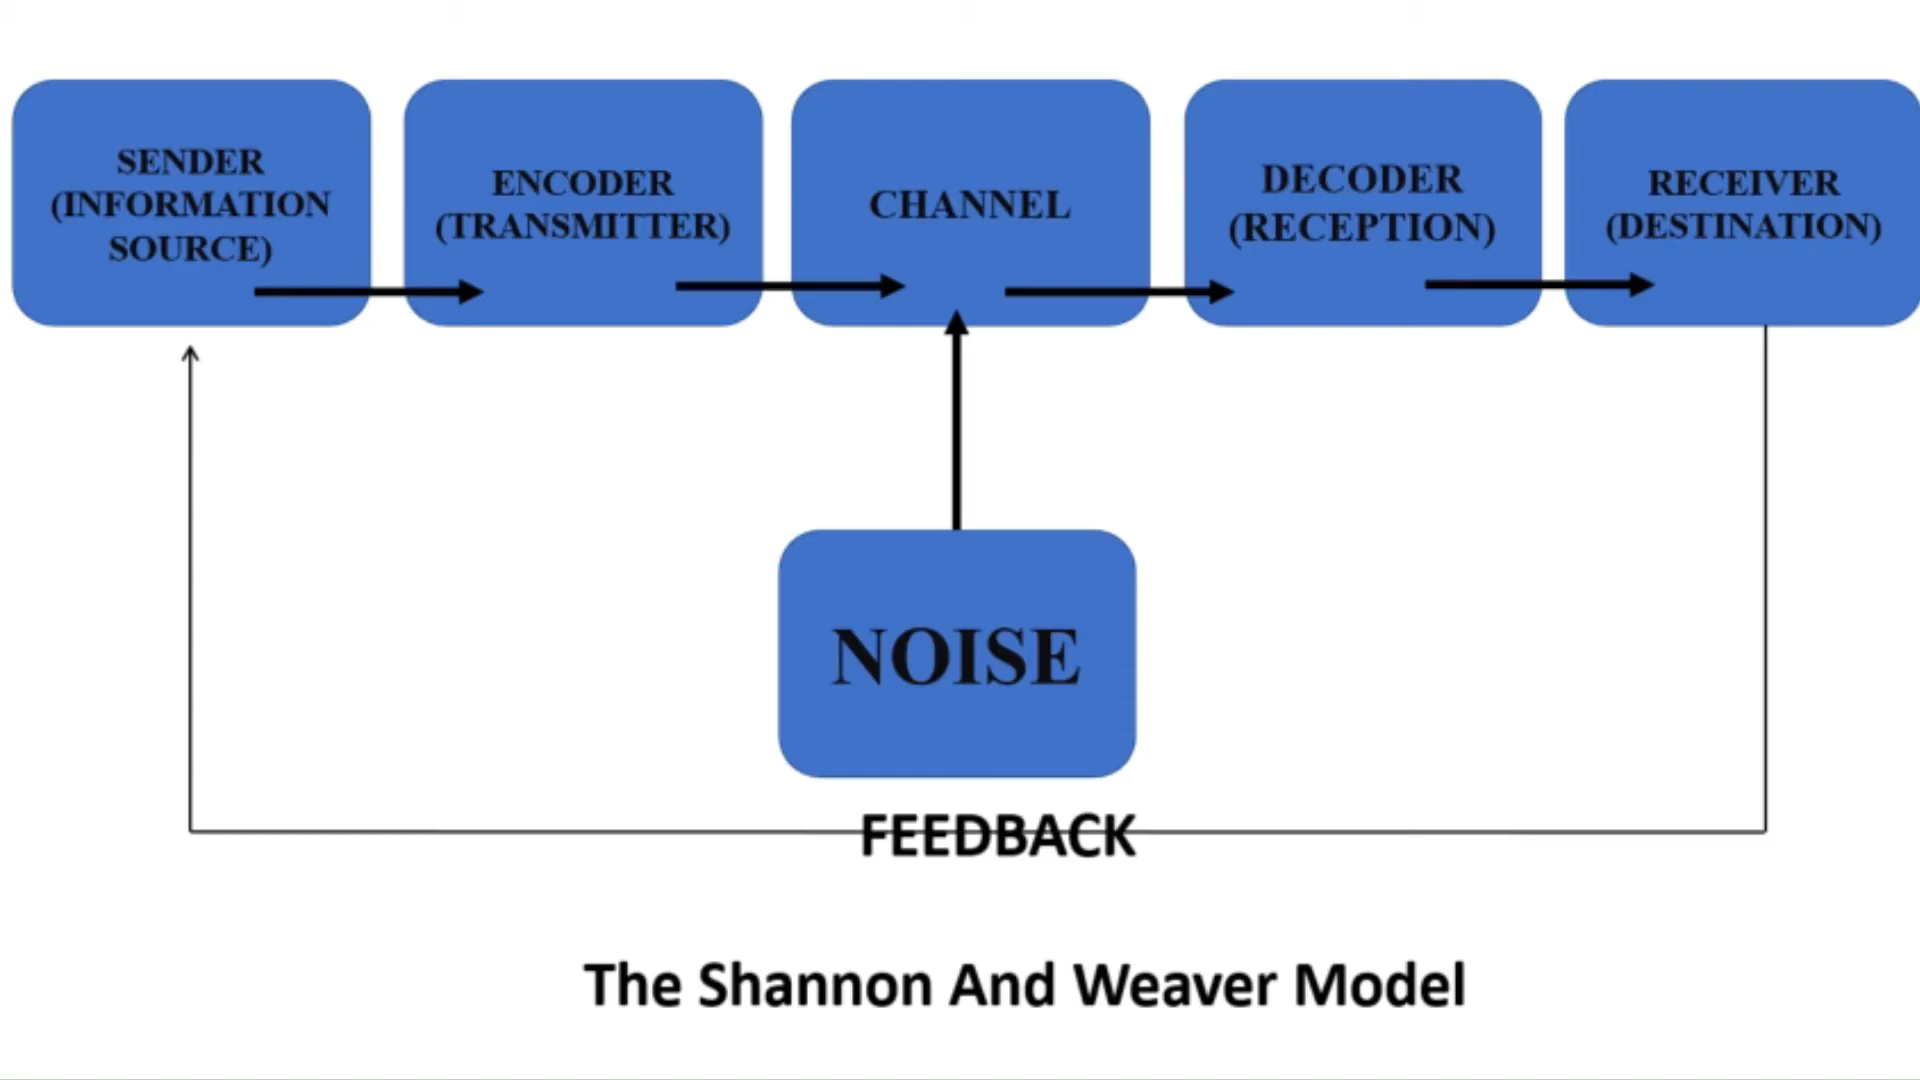 SENDER
(INFORMATION
SOURCE)
ENCODER
(TRANSMITTER)
CHANNEL
DECODER
(RECEPTION)
RECEIVER
(DESTINATION)
NOISE
FEEDBACK
The Shannon And Weaver Model